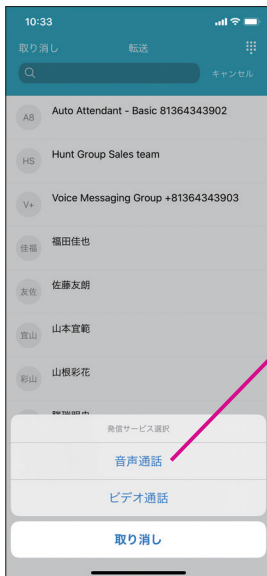 10:33
取り消し 転送
キャンセル
A8 Auto Attendant - Basic 81364343902
HS Hunt Group Sales team
V+ Voice Messaging Group +81364343903
佳福 福田佳也
友佐 佐藤友朗
宜山 山本宜範
彩山 山根彩花
発信サービス選択
音声通話
ビデオ通話
取り消し